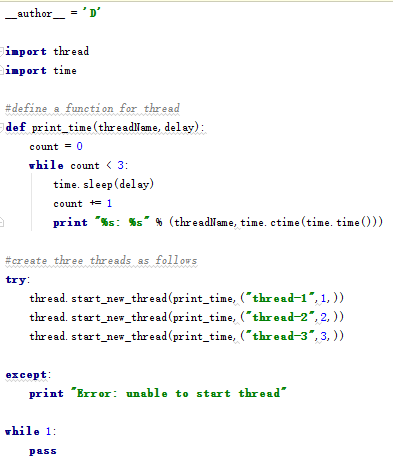 __author__ = 'D'
import thread
import time
#define a function for thread
def print_time(threadName,delay):
    count = 0
    while count < 3:
        time.sleep(delay)
        count += 1
        print "%s: %s" % (threadName,time.ctime(time.time()))
#create three threads as follows
try:
    thread.start_new_thread(print_time,("thread-1",1,))
    thread.start_new_thread(print_time,("thread-2",2,))
    thread.start_new_thread(print_time,("thread-3",3,))
except:
    print "Error: unable to start thread"
while 1:
    pass